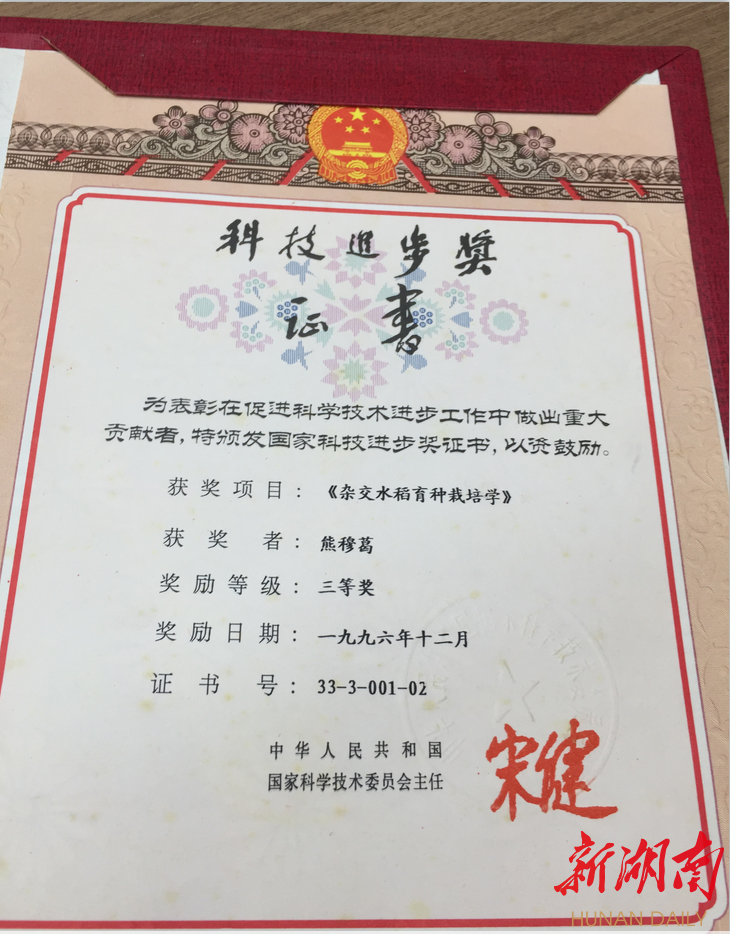 科技進步獎
证書
为表彰在促进科学技术进步工作中做出重大
贡献者，特颁发国家科技进步奖证书，以资鼓励。
获奖项目：《杂交水稻育种栽培学》
获奖者：熊穆葛
奖励等级：三等奖
奖励日期：一九九六年十二月
证书号：33-3-001-02
中华人民共和国
国家科学技术委员会主任
宋健
新湖南
HUNAN DAILY